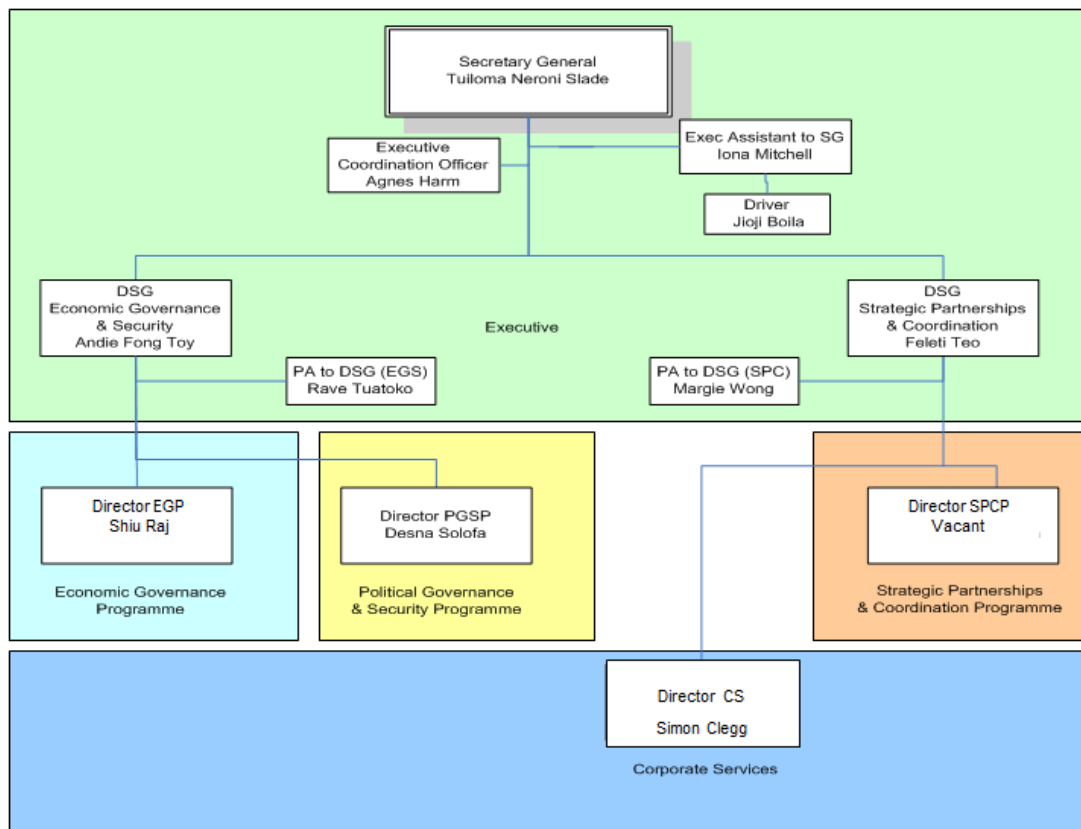 Secretary General
Tuiloma Neroni Slade
Exec Assistant to SG
Iona Mitchell
Executive
Coordination Officer
Agnes Harm
Driver
Jioji Boila
DSG
Economic Governance
& Security
Andie Fong Toy
DSG
Strategic Partnerships
& Coordination
Feleti Teo
Executive
PA to DSG (EGS)
Rave Tuatoko
PA to DSG (SPC)
Margie Wong
Director EGP
Shiu Raj
Director PGSP
Desna Solofa
Director SPCP
Vacant
Economic Governance
Programme
Political Governance
& Security Programme
Strategic Partnerships
& Coordination Programme
Director CS
Simon Clegg
Corporate Services